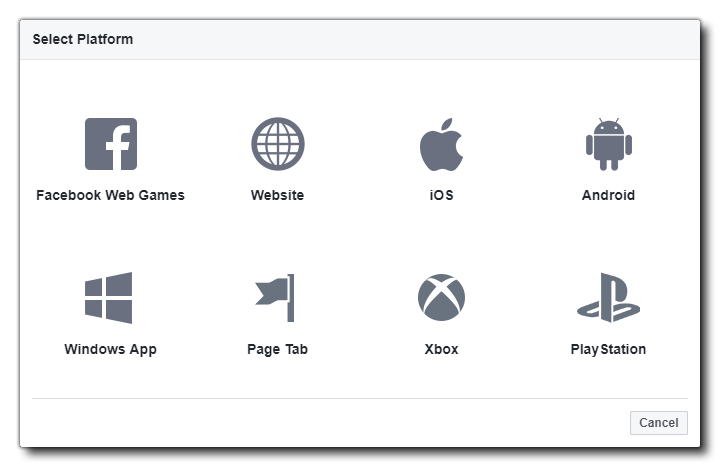 Select Platform
Facebook Web Games
Website
iOS
Android
Windows App
Page Tab
Xbox
PlayStation
Cancel